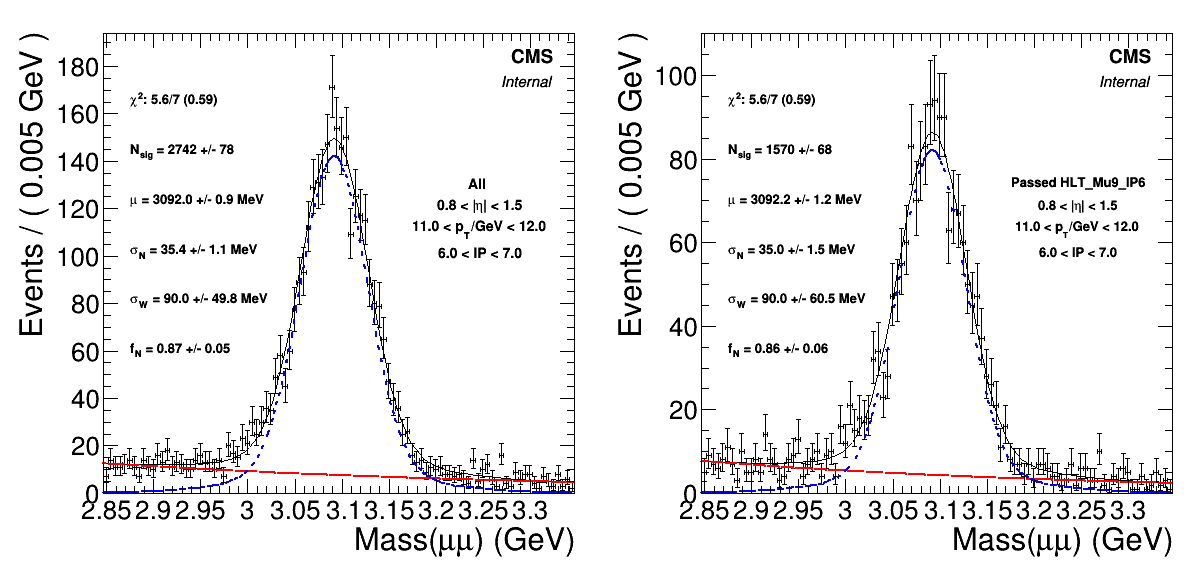 Events / ( 0.005 GeV )
180
160
140
120
100
80
60
40
20
0
CMS
Internal
χ²: 5.6/7 (0.59)
N_sig = 2742 +/- 78
μ = 3092.0 +/- 0.9 MeV
σ_N = 35.4 +/- 1.1 MeV
σ_W = 90.0 +/- 49.8 MeV
f_N = 0.87 +/- 0.05
All
0.8 < |η| < 1.5
11.0 < p_T/GeV < 12.0
6.0 < IP < 7.0
2.85 2.9 2.95 3 3.05 3.1 3.15 3.2 3.25 3.3
Mass(μμ) (GeV)
Events / ( 0.005 GeV )
100
80
60
40
20
0
CMS
Internal
χ²: 5.6/7 (0.59)
N_sig = 1570 +/- 68
μ = 3092.2 +/- 1.2 MeV
σ_N = 35.0 +/- 1.5 MeV
σ_W = 90.0 +/- 60.5 MeV
f_N = 0.86 +/- 0.06
Passed HLT_Mu9_IP6
0.8 < |η| < 1.5
11.0 < p_T/GeV < 12.0
6.0 < IP < 7.0
2.85 2.9 2.95 3 3.05 3.1 3.15 3.2 3.25 3.3
Mass(μμ) (GeV)